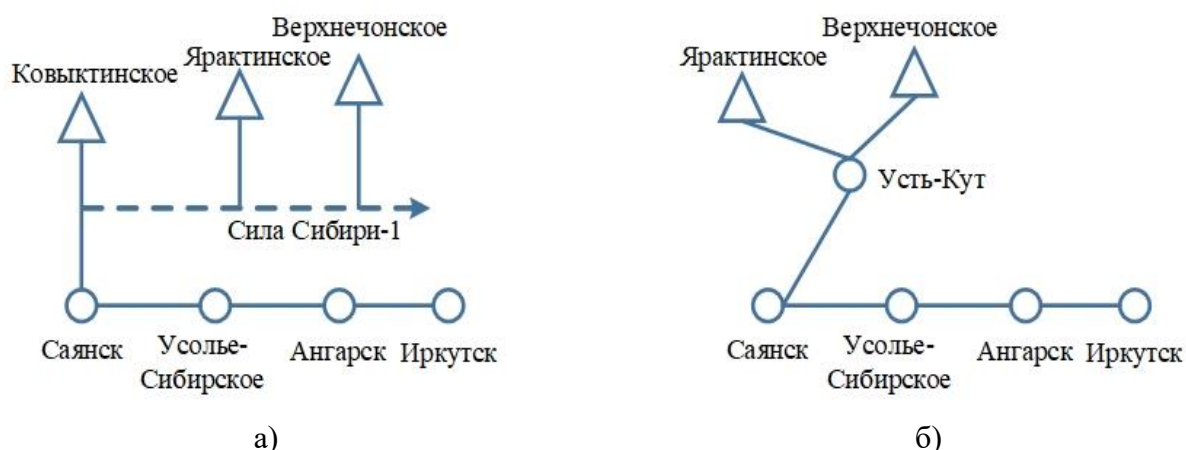 Верхнечонское
Ярактинское
Ковыктинское
Сила Сибири-1
Саянск
Усолье-
Сибирское
Ангарск
Иркутск
а)
Верхнечонское
Ярактинское
Усть-Кут
Саянск
Усолье-
Сибирское
Ангарск
Иркутск
б)